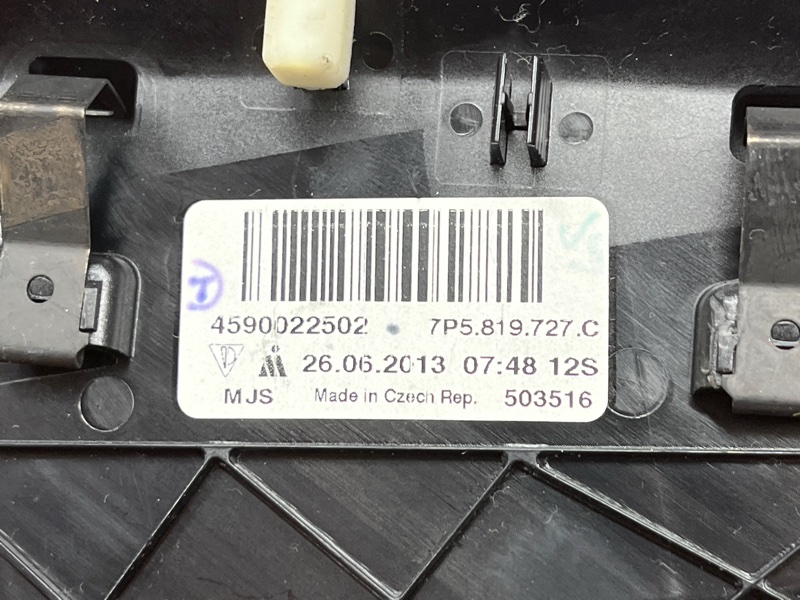 4590022502 7P5.819.727.C
26.06.2013 07:48 12S
MJS Made in Czech Rep. 503516